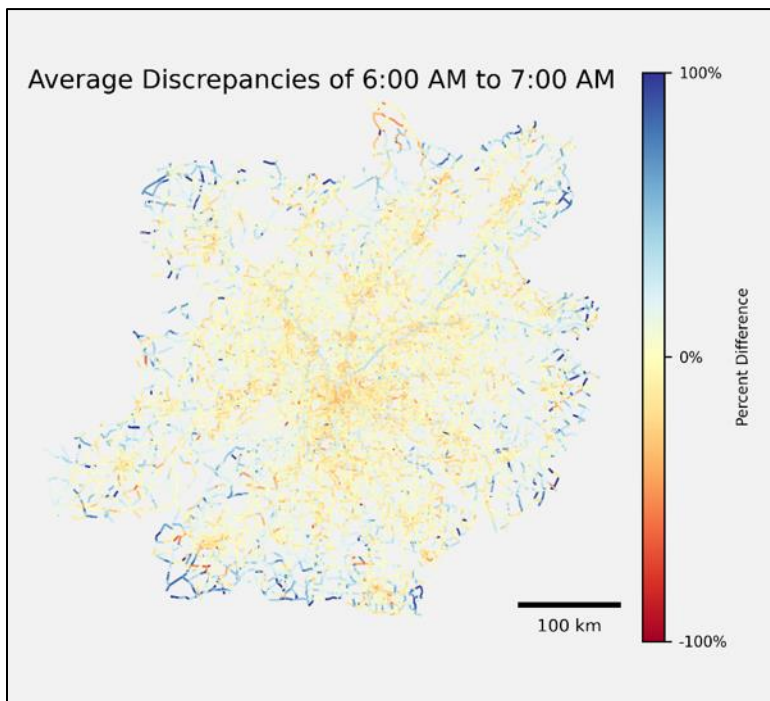 Average Discrepancies of 6:00 AM to 7:00 AM
100%
0%
-100%
Percent Difference
100 km